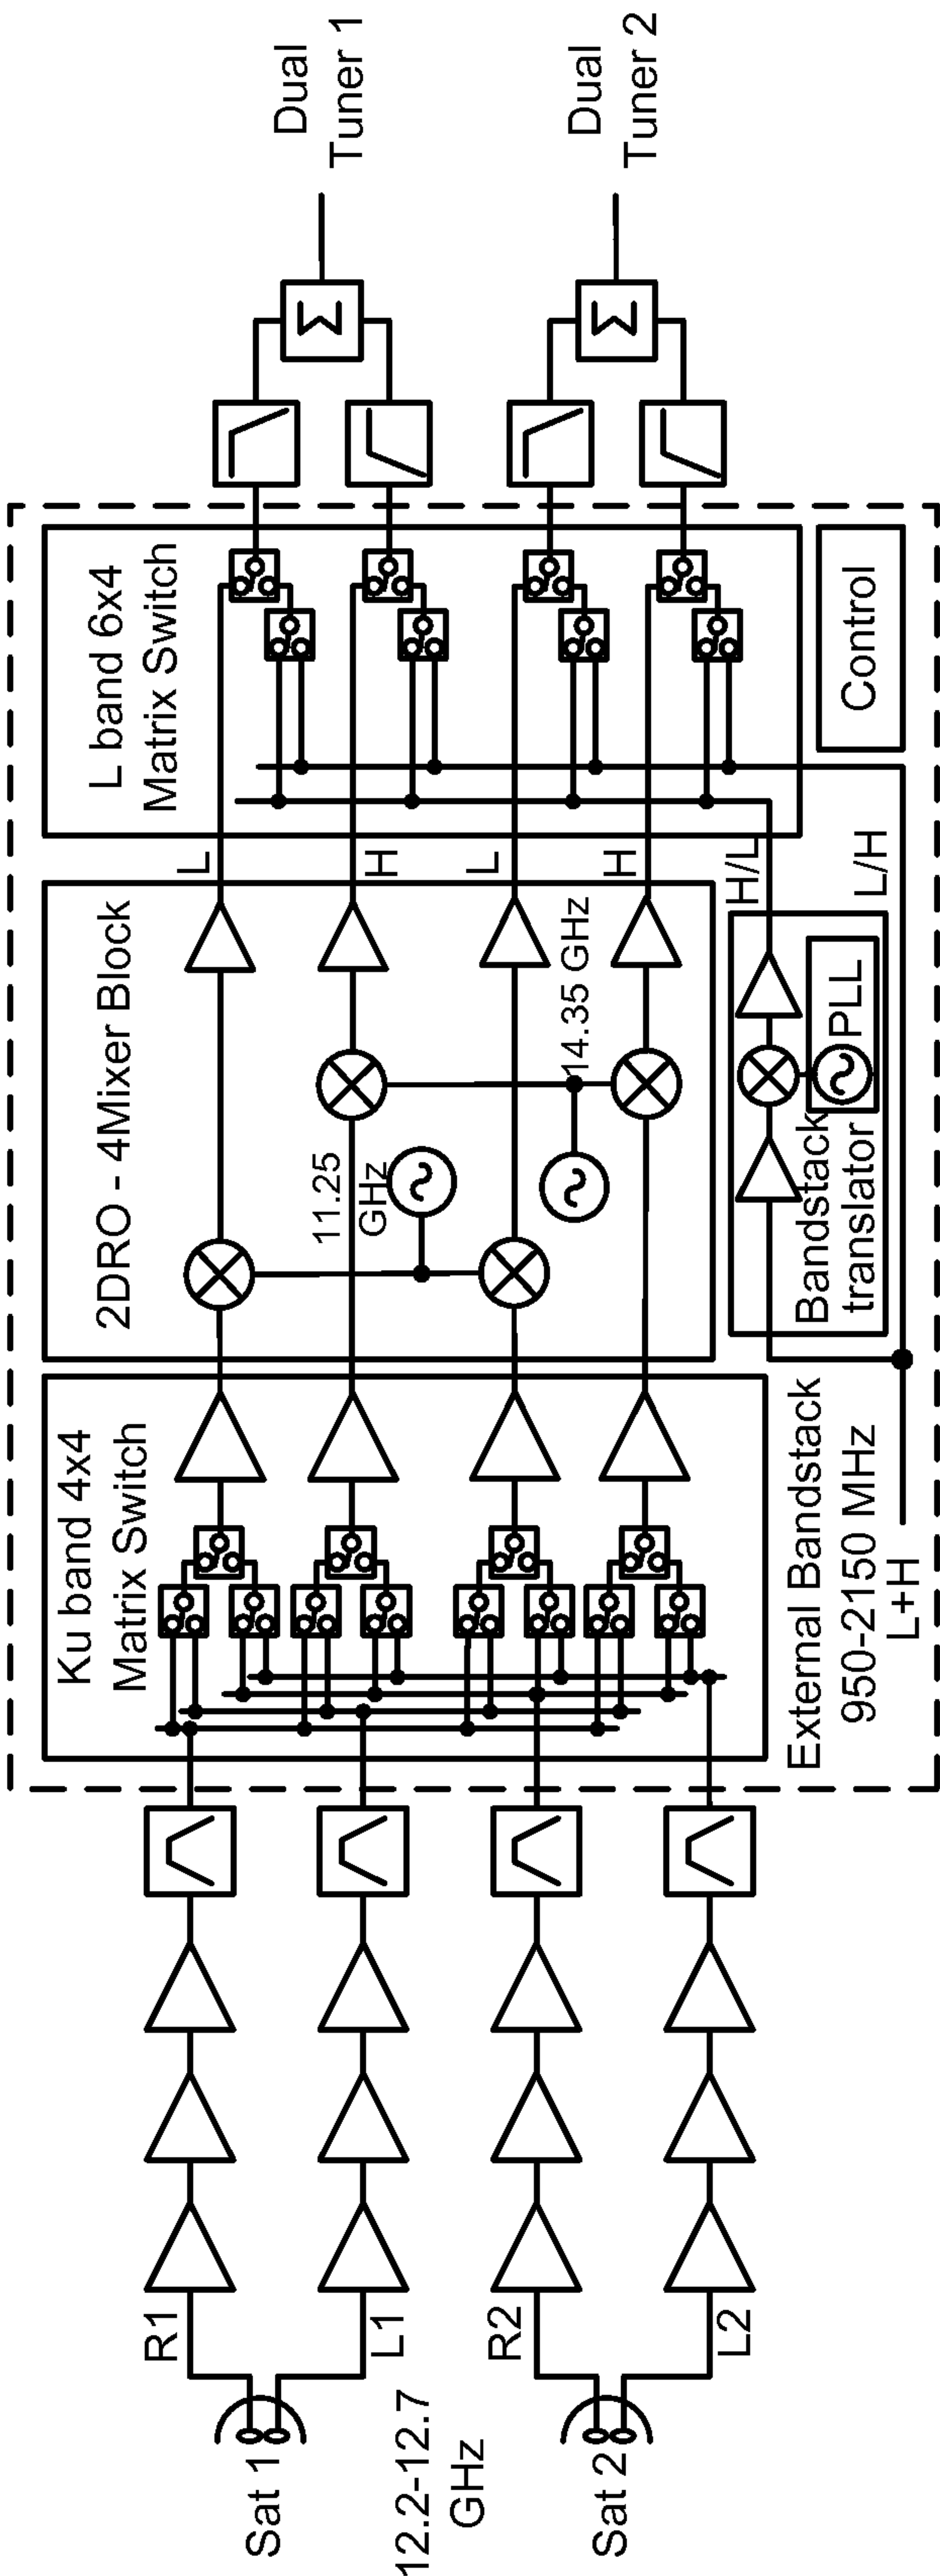 Sat 1
12.2-12.7
GHz
Sat 2
R1
L1
R2
L2
Ku band 4x4
Matrix Switch
External Bandstack
950-2150 MHz
L+H
2DRO - 4Mixer Block
11.25
GHz
14.35 GHz
Bandstack
translator
PLL
L
H
L
H
H/L
L/H
L band 6x4
Matrix Switch
Control
Σ
Σ
Dual
Tuner 1
Dual
Tuner 2